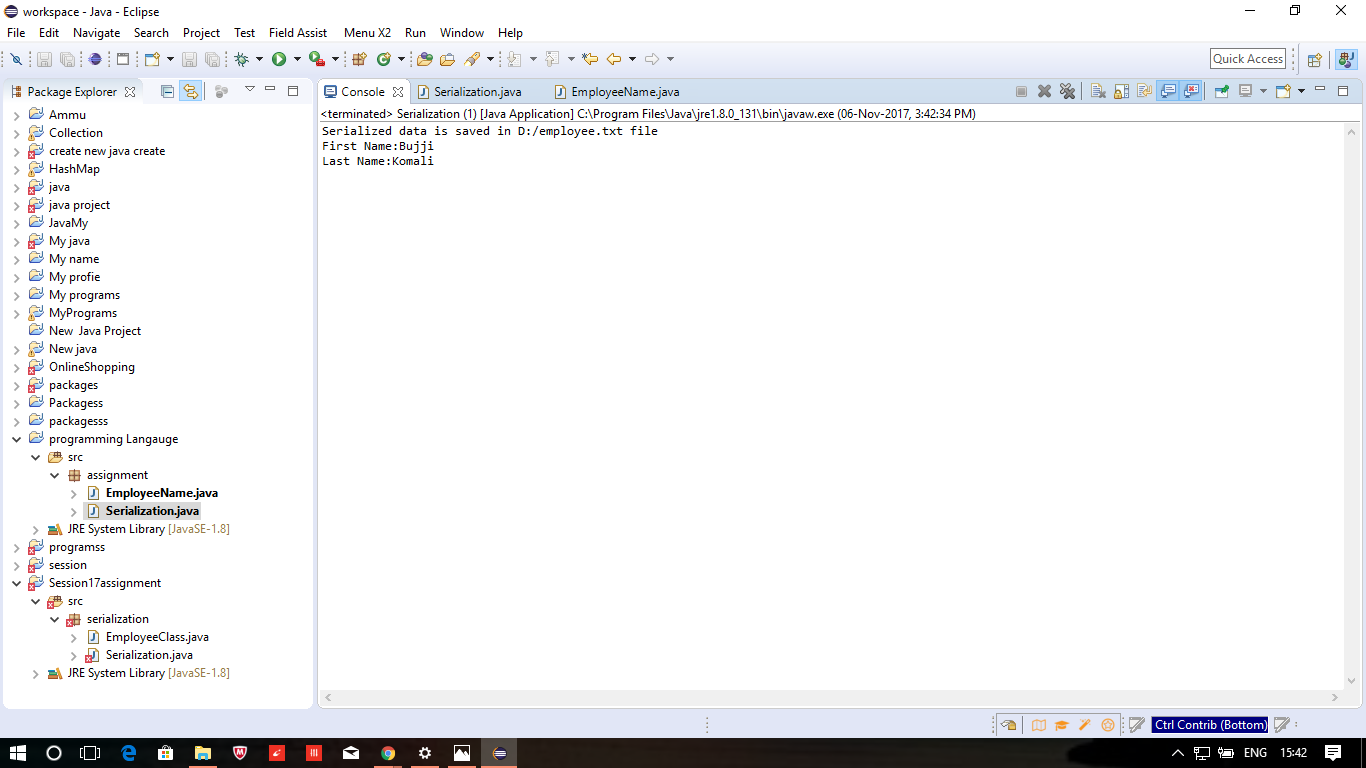 workspace - Java - Eclipse
File Edit Navigate Search Project Test Field Assist Menu X2 Run Window Help
Quick Access
Package Explorer
Console Serialization.java EmployeeName.java
<terminated> Serialization (1) [Java Application] C:\Program Files\Java\jre1.8.0_131\bin\javaw.exe (06-Nov-2017, 3:42:34 PM)
Serialized data is saved in D:/employee.txt file
First Name:Bujji
Last Name:Komali
Ammu
Collection
create new java create
HashMap
java
java project
JavaMy
My java
My name
My profie
My programs
MyPrograms
New Java Project
New java
OnlineShopping
packages
Packagess
packagesss
programming Langauge
src
assignment
EmployeeName.java
Serialization.java
JRE System Library [JavaSE-1.8]
programss
session
Session17assignment
src
serialization
EmployeeClass.java
Serialization.java
JRE System Library [JavaSE-1.8]
Ctrl Contrib (Bottom)
ENG 15:42